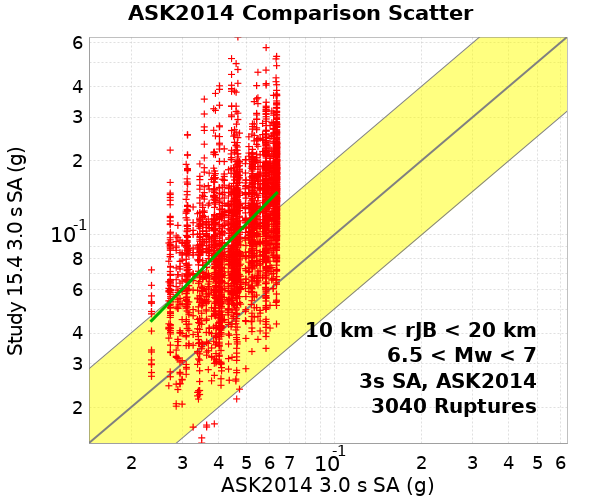 ASK2014 Comparison Scatter
Study 15.4 3.0 s SA (g)
6
4
3
2
10-1
8
6
4
3
2
10 km < rJB < 20 km
6.5 < Mw < 7
3s SA, ASK2014
3040 Ruptures
2 3 4 5 6 7 10-1 2 3 4 5 6
ASK2014 3.0 s SA (g)